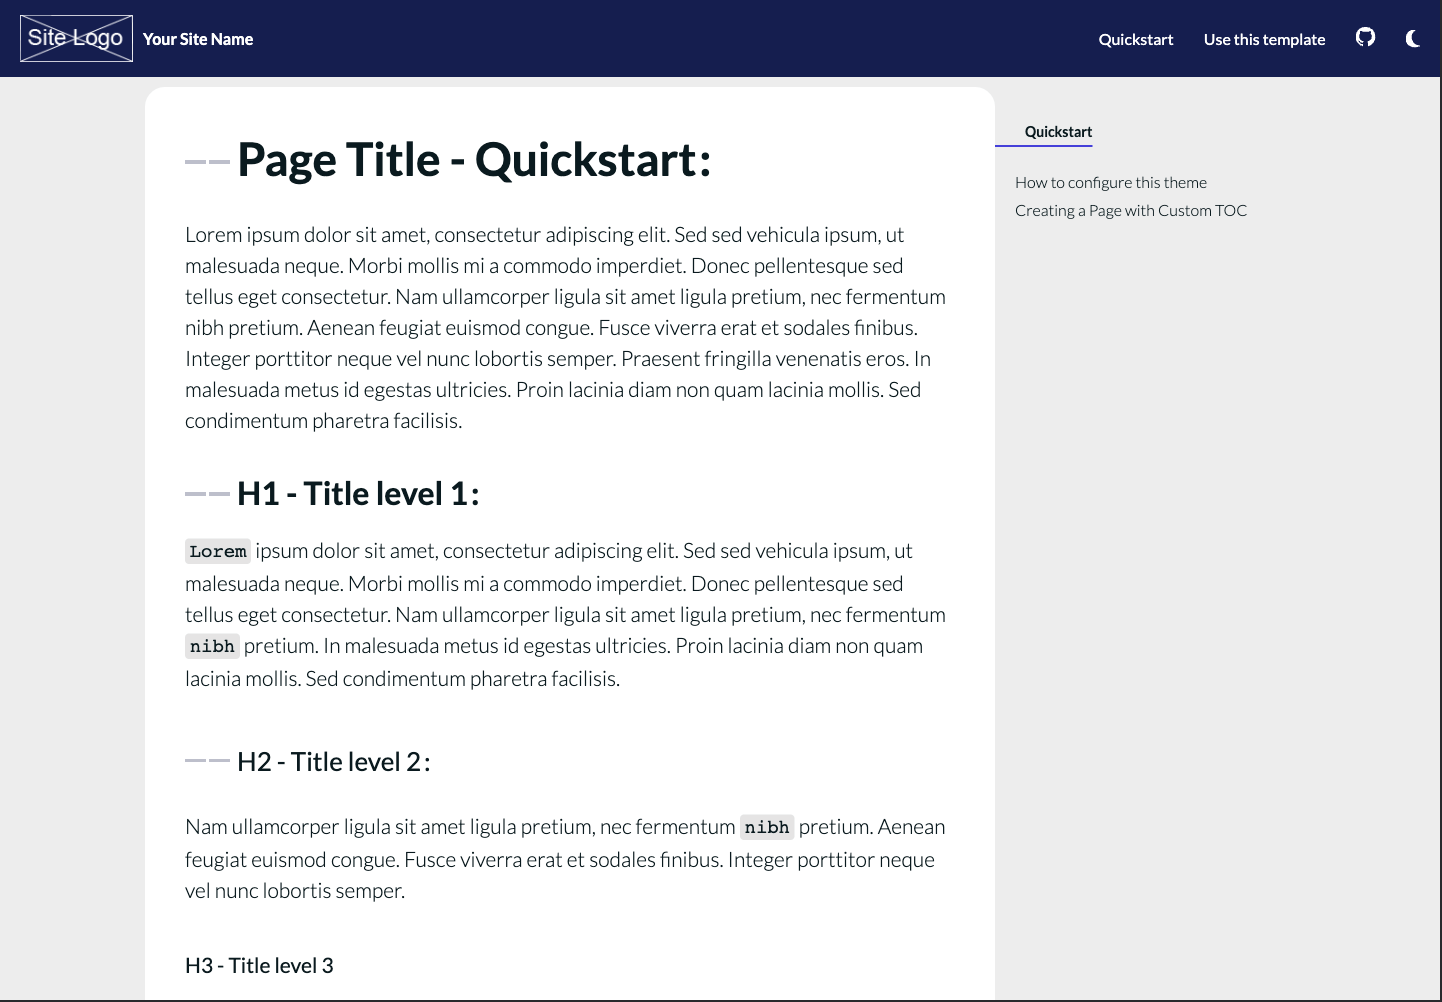 Site Logo
Your Site Name
Quickstart
Use this template
Page Title - Quickstart:
Lorem ipsum dolor sit amet, consectetur adipiscing elit. Sed sed vehicula ipsum, ut
malesuada neque. Morbi mollis mi a commodo imperdiet. Donec pellentesque sed
tellus eget consectetur. Nam ullamcorper ligula sit amet ligula pretium, nec fermentum
nibh pretium. Aenean feugiat euismod congue. Fusce viverra erat et sodales finibus.
Integer porttitor neque vel nunc lobortis semper. Praesent fringilla venenatis eros. In
malesuada metus id egestas ultricies. Proin lacinia diam non quam lacinia mollis. Sed
condimentum pharetra facilisis.
H1 - Title level 1:
Lorem ipsum dolor sit amet, consectetur adipiscing elit. Sed sed vehicula ipsum, ut
malesuada neque. Morbi mollis mi a commodo imperdiet. Donec pellentesque sed
tellus eget consectetur. Nam ullamcorper ligula sit amet ligula pretium, nec fermentum
nibh pretium. In malesuada metus id egestas ultricies. Proin lacinia diam non quam
lacinia mollis. Sed condimentum pharetra facilisis.
H2 - Title level 2:
Nam ullamcorper ligula sit amet ligula pretium, nec fermentum nibh pretium. Aenean
feugiat euismod congue. Fusce viverra erat et sodales finibus. Integer porttitor neque
vel nunc lobortis semper.
H3 - Title level 3
Quickstart
How to configure this theme
Creating a Page with Custom TOC